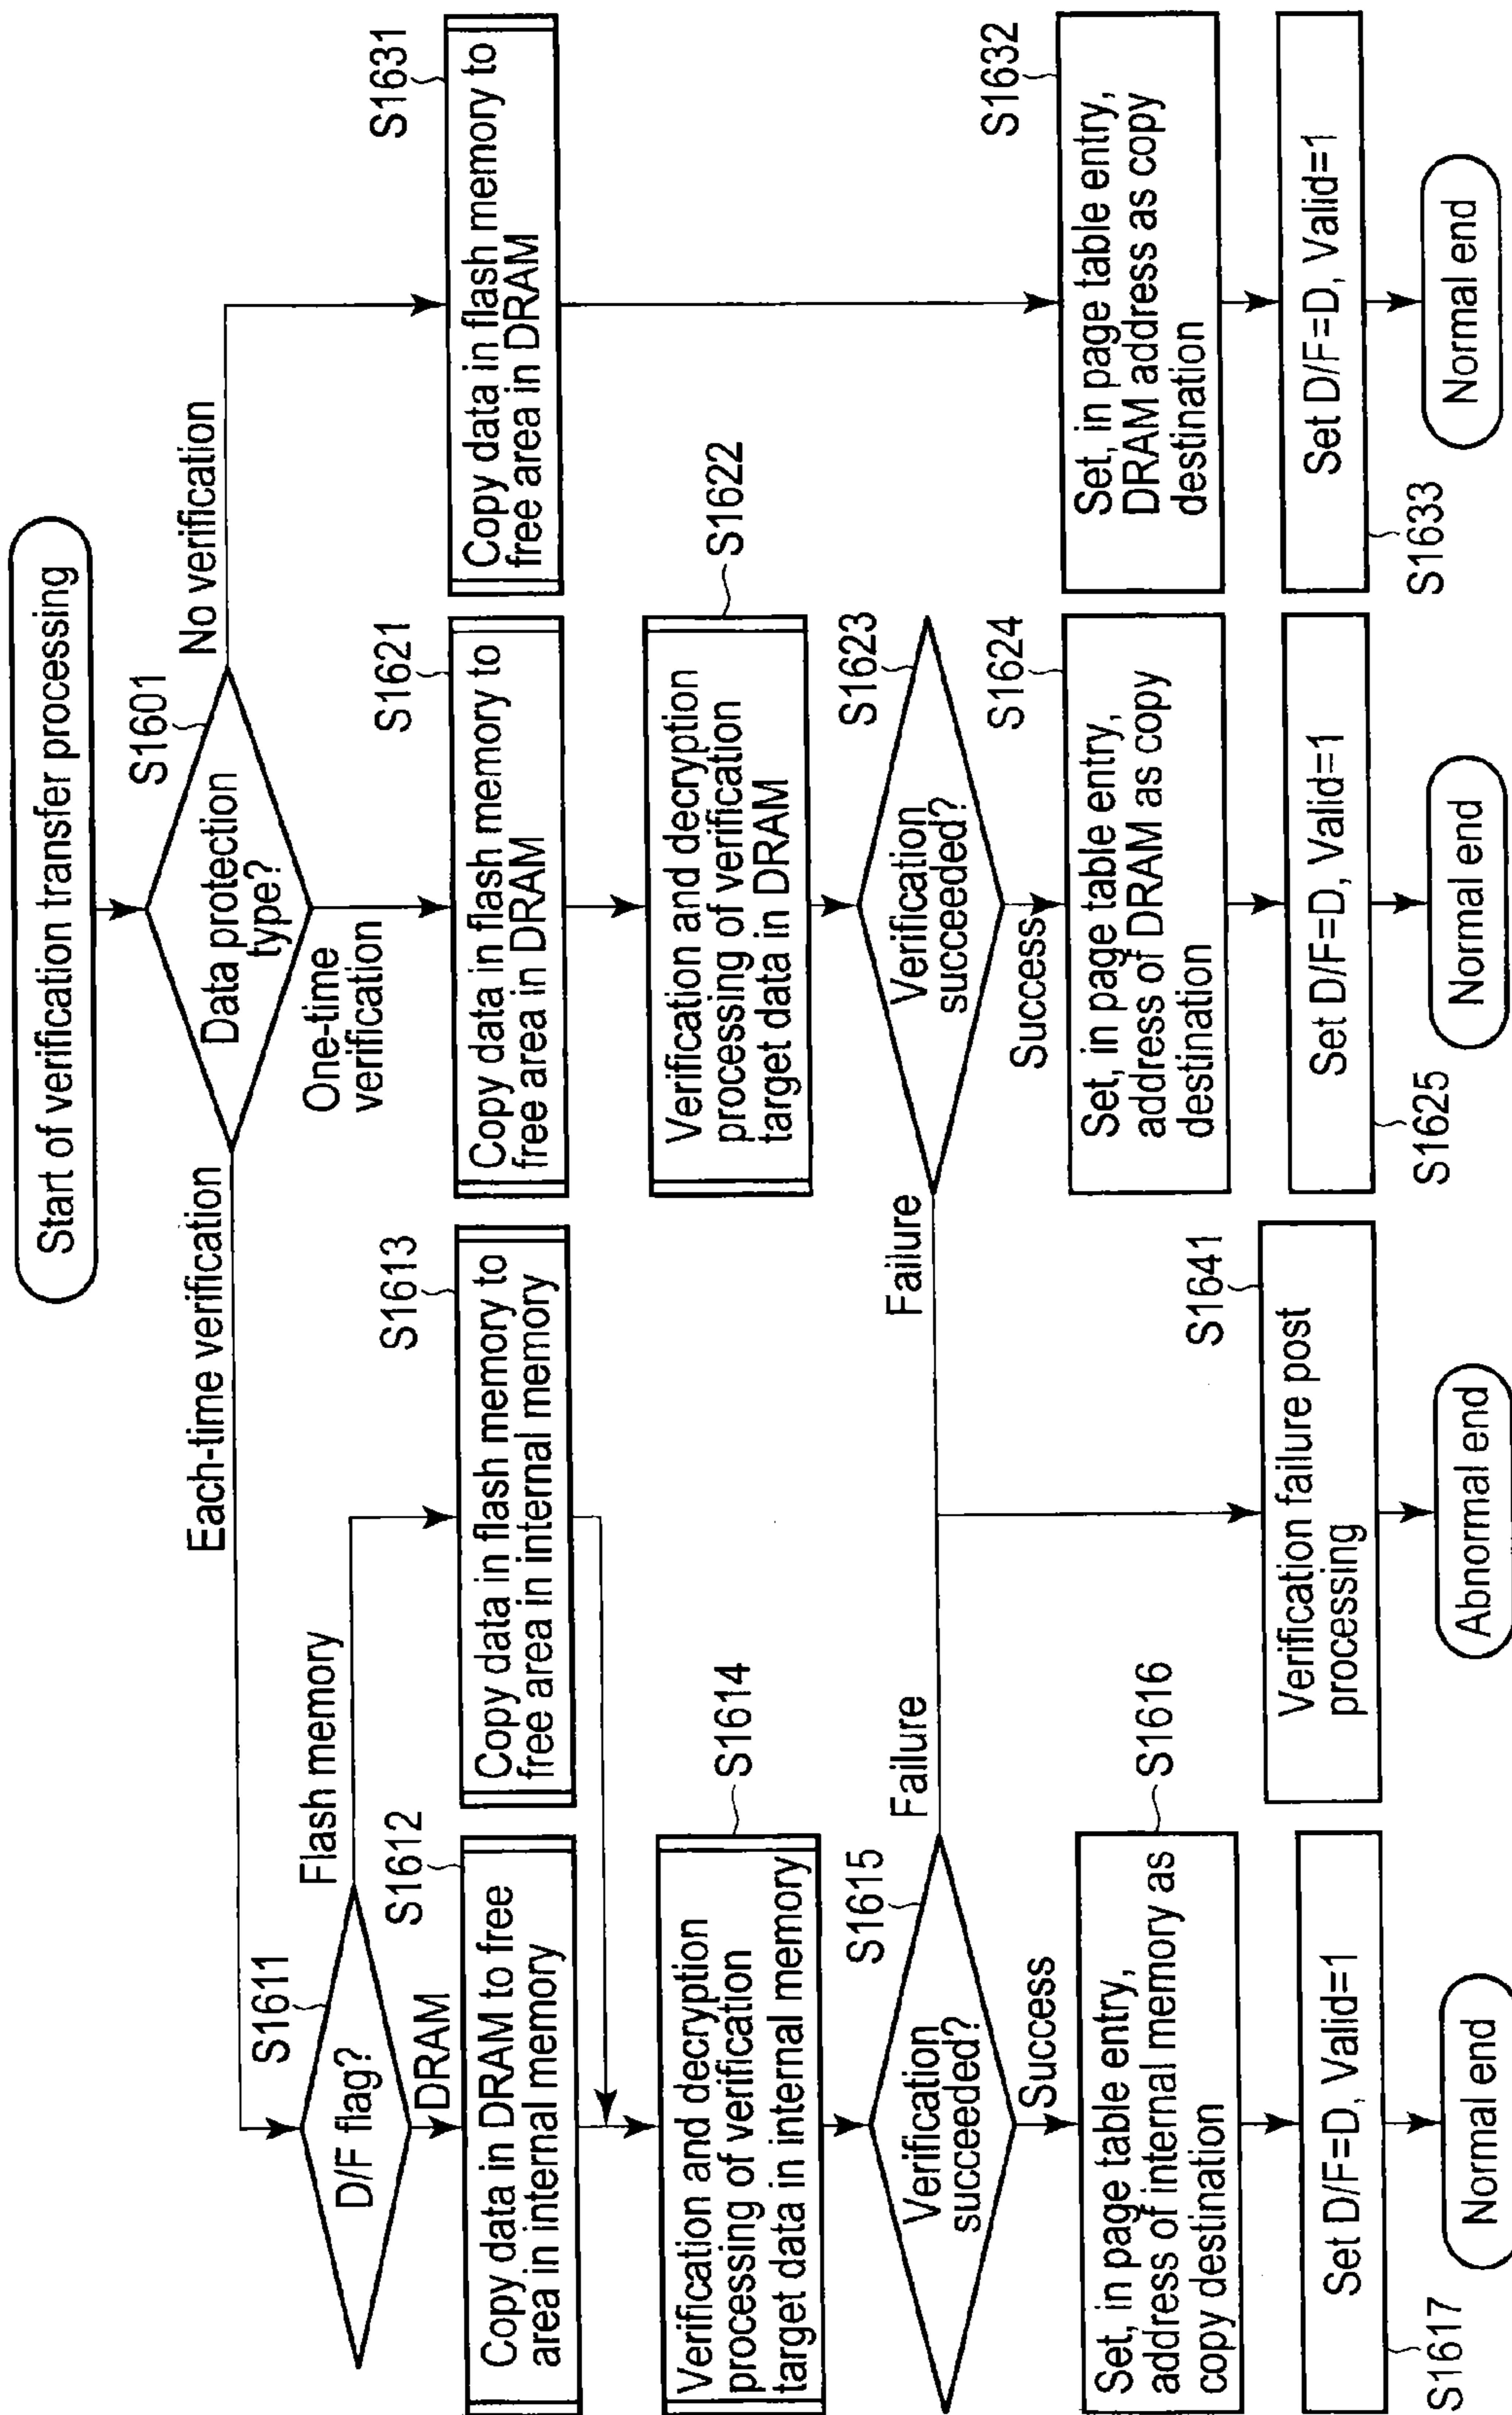 Start of verification transfer processing
S1601
Data protection
type?
Each-time verification
One-time
verification
No verification
S1611
D/F flag?
Flash memory
DRAM
S1612
Copy data in DRAM to free
area in internal memory
S1613
Copy data in flash memory to
free area in internal memory
S1614
Verification and decryption
processing of verification
target data in internal memory
S1615
Verification
succeeded?
Failure
Success
S1616
Set, in page table entry,
address of internal memory as
copy destination
Set D/F=D, Valid=1
S1617
Normal end
S1621
Copy data in flash memory to
free area in DRAM
S1622
Verification and decryption
processing of verification
target data in DRAM
S1623
Verification
succeeded?
Failure
Success
S1624
Set, in page table entry,
address of DRAM as copy
destination
Set D/F=D, Valid=1
S1625
Normal end
S1641
Verification failure post
processing
Abnormal end
S1631
Copy data in flash memory to
free area in DRAM
S1632
Set, in page table entry,
DRAM address as copy
destination
Set D/F=D, Valid=1
S1633
Normal end